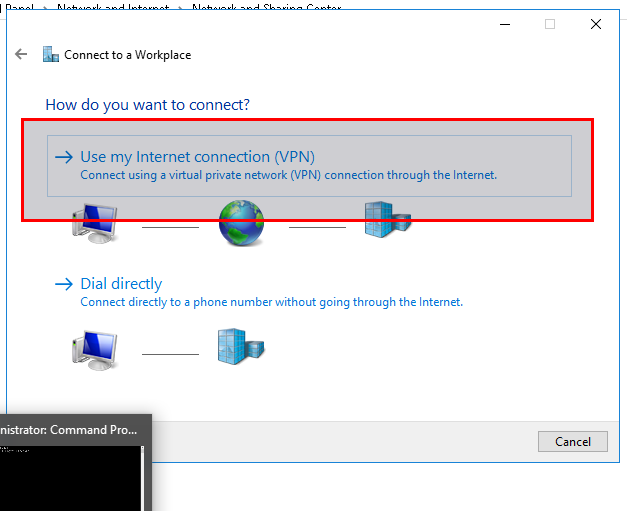 Panel > Network and Internet > Network and Sharing Center
Connect to a Workplace
How do you want to connect?
Use my Internet connection (VPN)
Connect using a virtual private network (VPN) connection through the Internet.
Dial directly
Connect directly to a phone number without going through the Internet.
nistrator: Command Pro...
Cancel